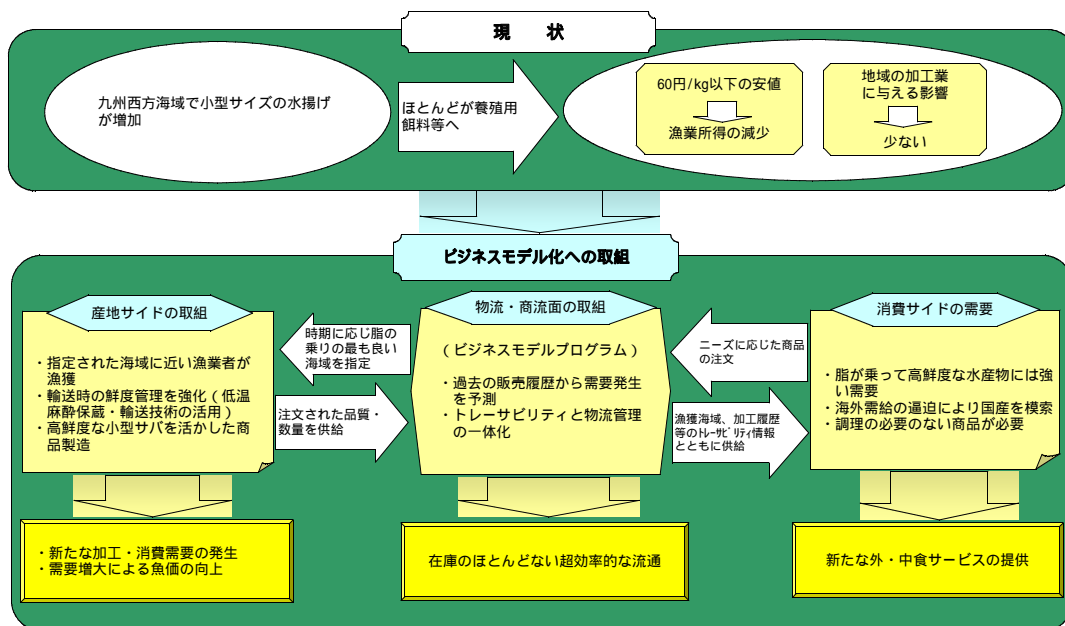 現　状
九州西方海域で小型サイズの水揚げ
が増加
ほとんどが養殖用
餌料等へ
60円/kg以下の安値
漁業所得の減少
地域の加工業
に与える影響
少ない
ビジネスモデル化への取組
産地サイドの取組
・指定された海域に近い漁業者が
漁獲
・輸送時の鮮度管理を強化（低温
麻酔保蔵・輸送技術の活用）
・高鮮度な小型サバを活かした商
品製造
時期に応じ脂の
乗りの最も良い
海域を指定
注文された品質・
数量を供給
物流・商流面の取組
（ビジネスモデルプログラム）
・過去の販売履歴から需要発生
を予測
・トレーサビリティと物流管理
の一体化
ニーズに応じた商品
の注文
漁獲海域、加工履歴
等のﾄﾚｰｻﾋﾞﾘﾃｨ情報
とともに供給
消費サイドの需要
・脂が乗って高鮮度な水産物には強
い需要
・海外需給の逼迫により国産を模索
・調理の必要のない商品が必要
・新たな加工・消費需要の発生
・需要増大による魚価の向上
在庫のほとんどない超効率的な流通
新たな外・中食サービスの提供